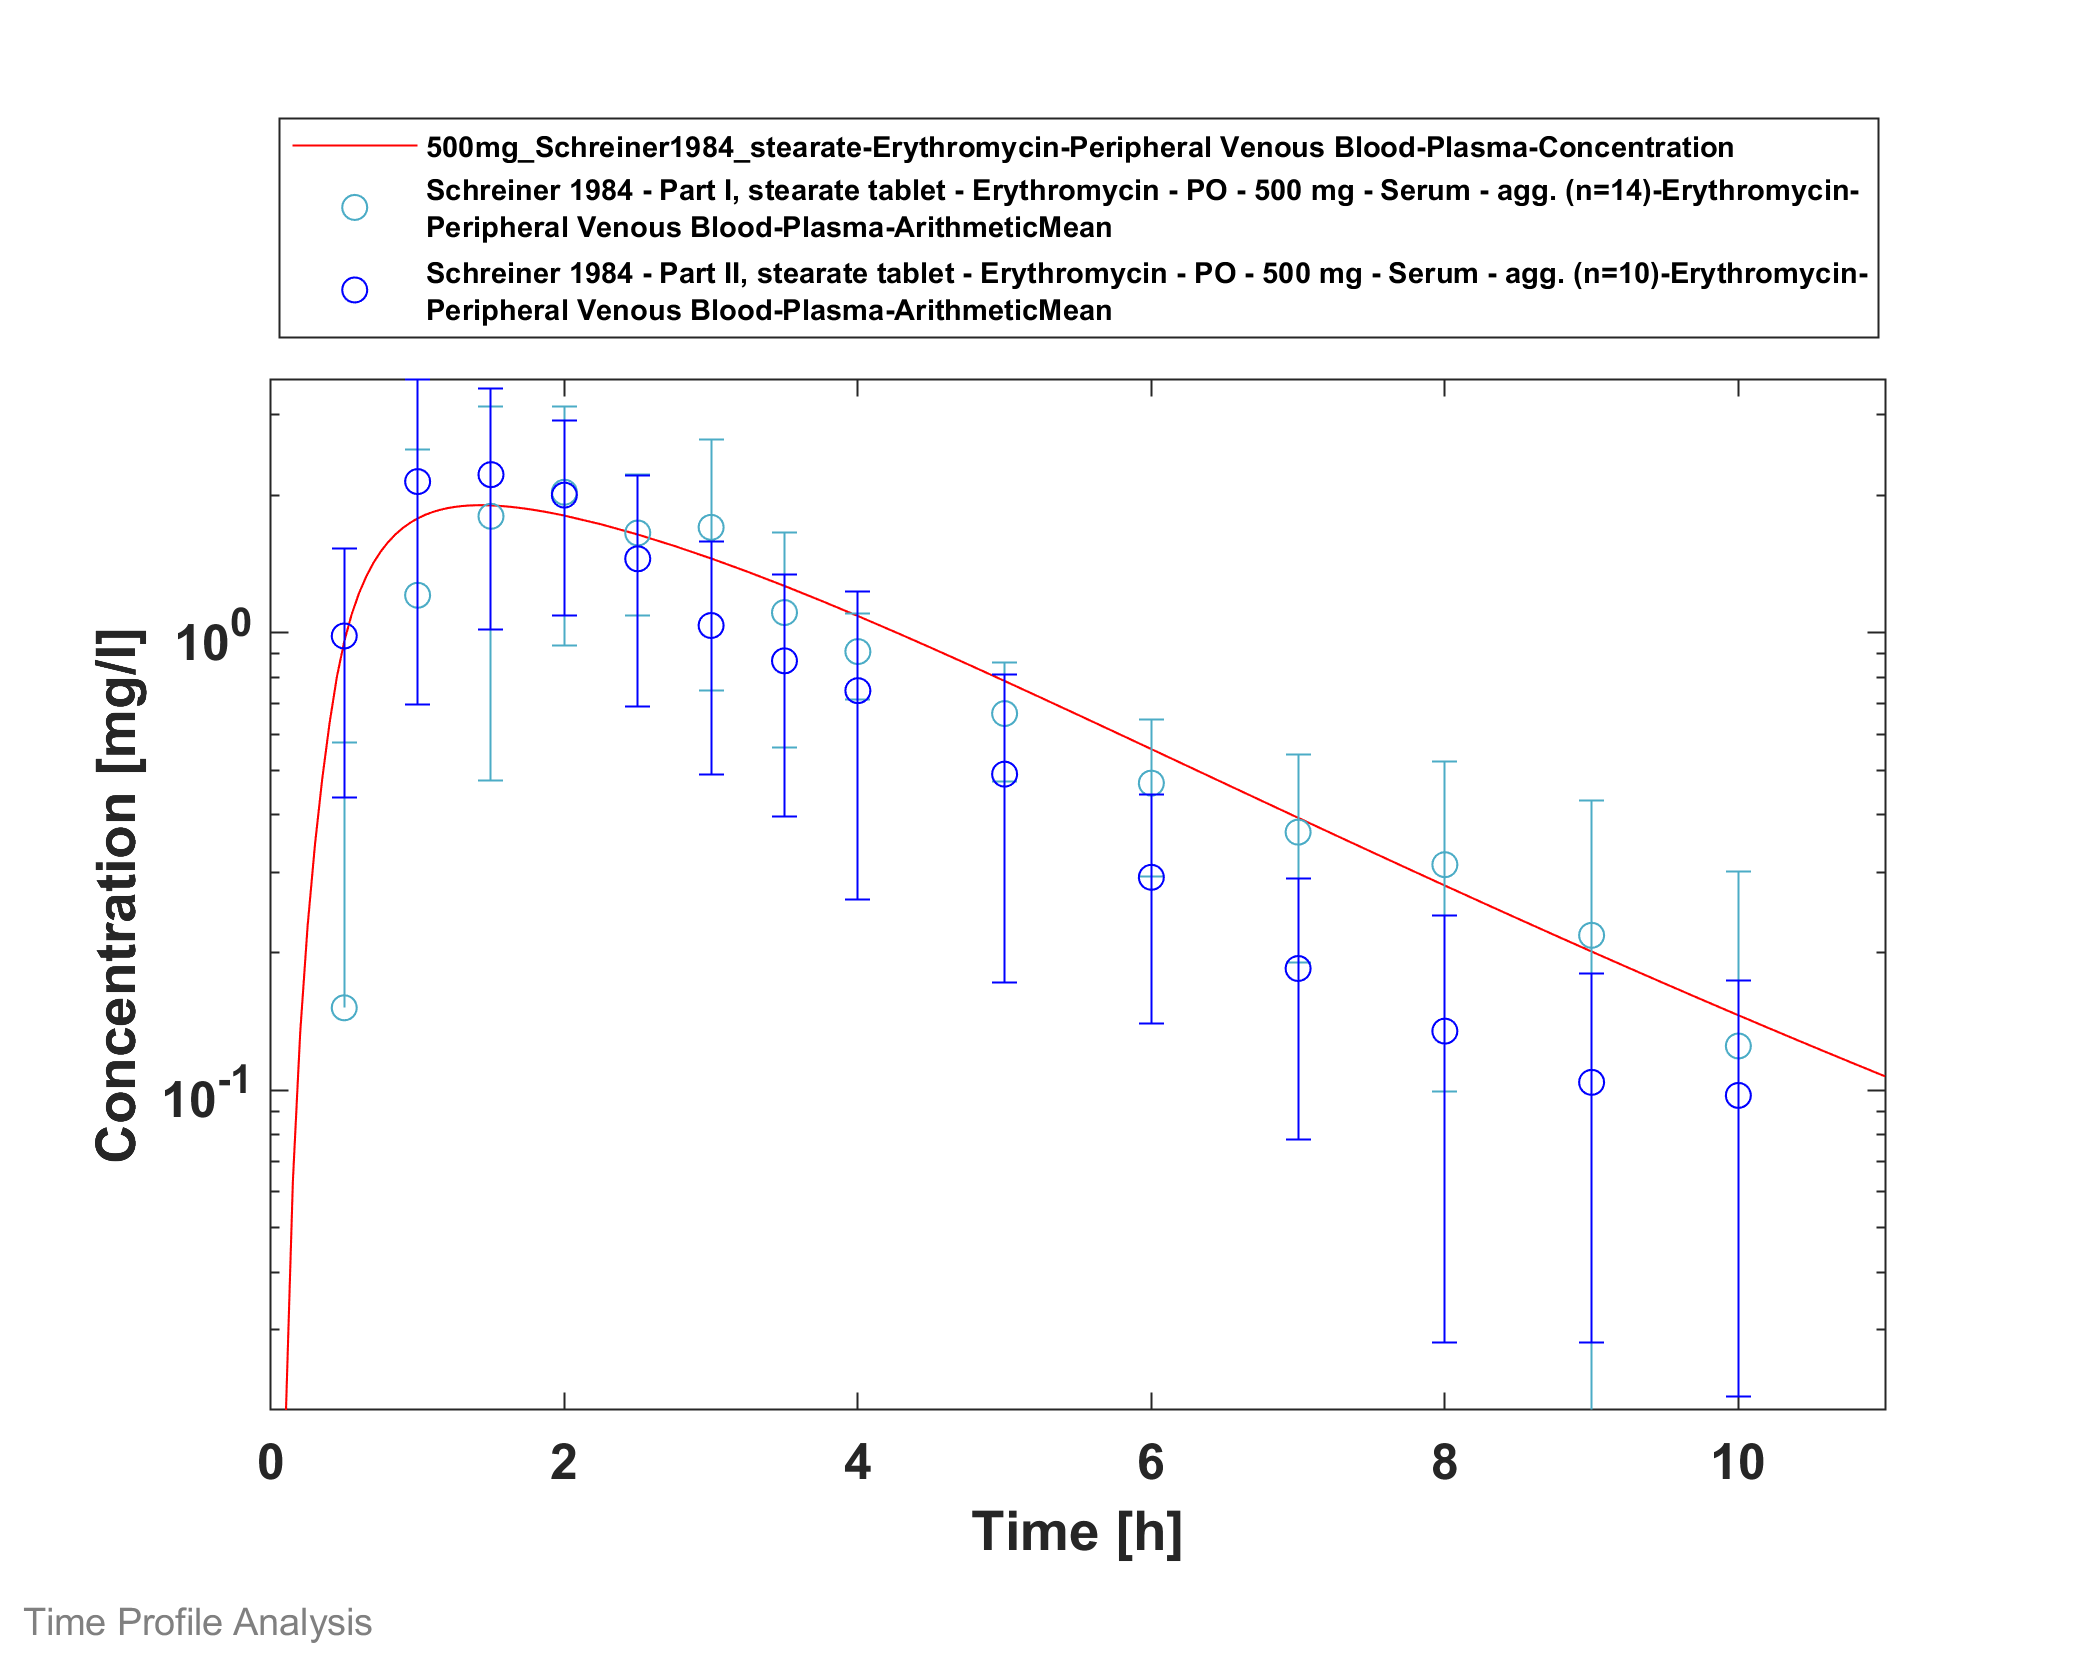 500mg_Schreiner1984_stearate-Erythromycin-Peripheral Venous Blood-Plasma-Concentration
Schreiner 1984 - Part I, stearate tablet - Erythromycin - PO - 500 mg - Serum - agg. (n=14)-Erythromycin-
Peripheral Venous Blood-Plasma-ArithmeticMean
Schreiner 1984 - Part II, stearate tablet - Erythromycin - PO - 500 mg - Serum - agg. (n=10)-Erythromycin-
Peripheral Venous Blood-Plasma-ArithmeticMean
Concentration [mg/l]
10^0
10^-1
0 2 4 6 8 10
Time [h]
Time Profile Analysis